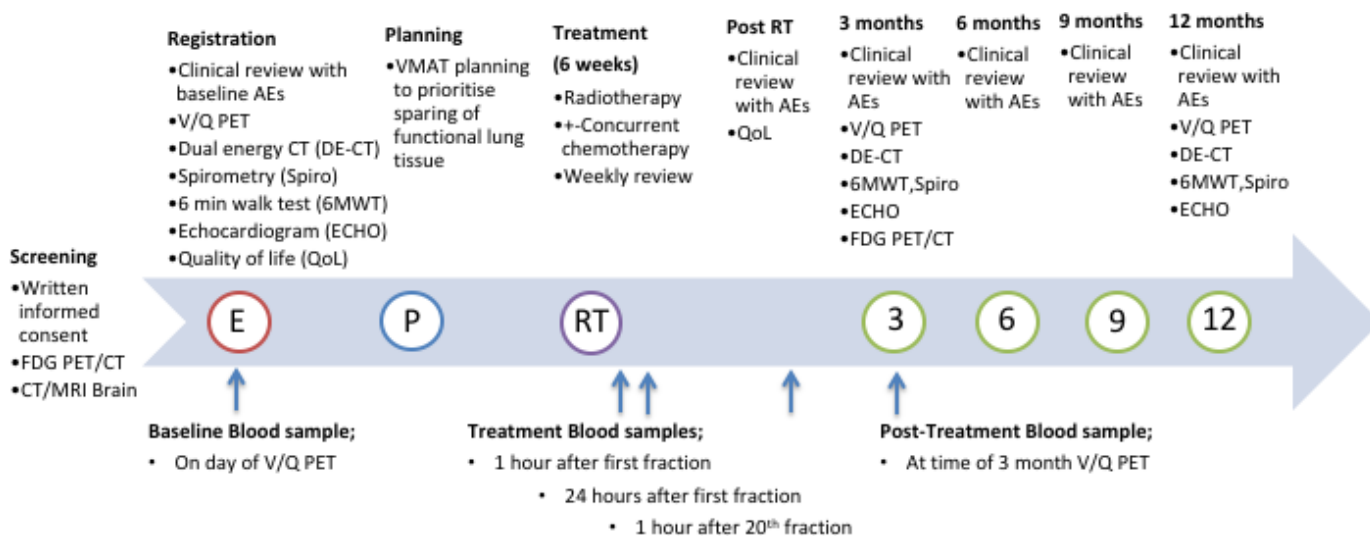 Screening
•Written
informed
consent
•FDG PET/CT
•CT/MRI Brain
Registration
•Clinical review with
baseline AEs
•V/Q PET
•Dual energy CT (DE-CT)
•Spirometry (Spiro)
•6 min walk test (6MWT)
•Echocardiogram (ECHO)
•Quality of life (QoL)
Planning
•VMAT planning
to prioritise
sparing of
functional lung
tissue
Treatment
(6 weeks)
•Radiotherapy
•+-Concurrent
chemotherapy
•Weekly review
Post RT
•Clinical
review
with AEs
•QoL
3 months
•Clinical
review with
AEs
•V/Q PET
•DE-CT
•6MWT,Spiro
•ECHO
•FDG PET/CT
6 months
•Clinical
review
with AEs
9 months
•Clinical
review
with AEs
12 months
•Clinical
review with
AEs
•V/Q PET
•DE-CT
•6MWT,Spiro
•ECHO
E
P
RT
3
6
9
12
Baseline Blood sample;
• On day of V/Q PET
Treatment Blood samples;
• 1 hour after first fraction
• 24 hours after first fraction
• 1 hour after 20th fraction
Post-Treatment Blood sample;
• At time of 3 month V/Q PET